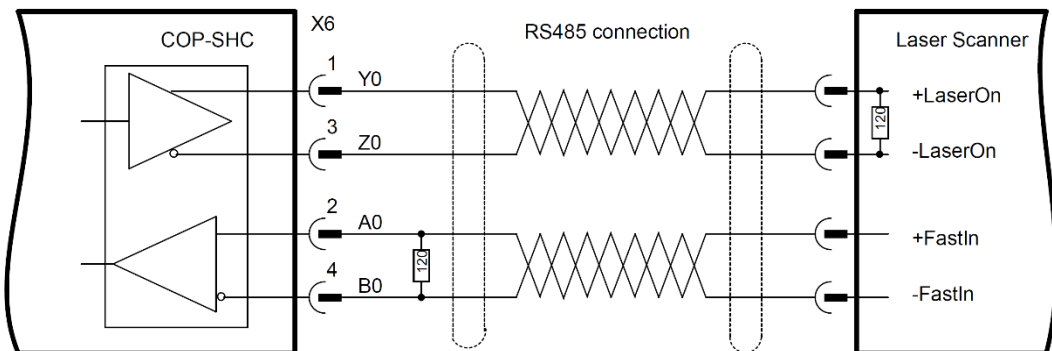 COP-SHC
X6
RS485 connection
Laser Scanner
1
Y0
+LaserOn
120
3
Z0
-LaserOn
2
A0
+FastIn
120
4
B0
-FastIn